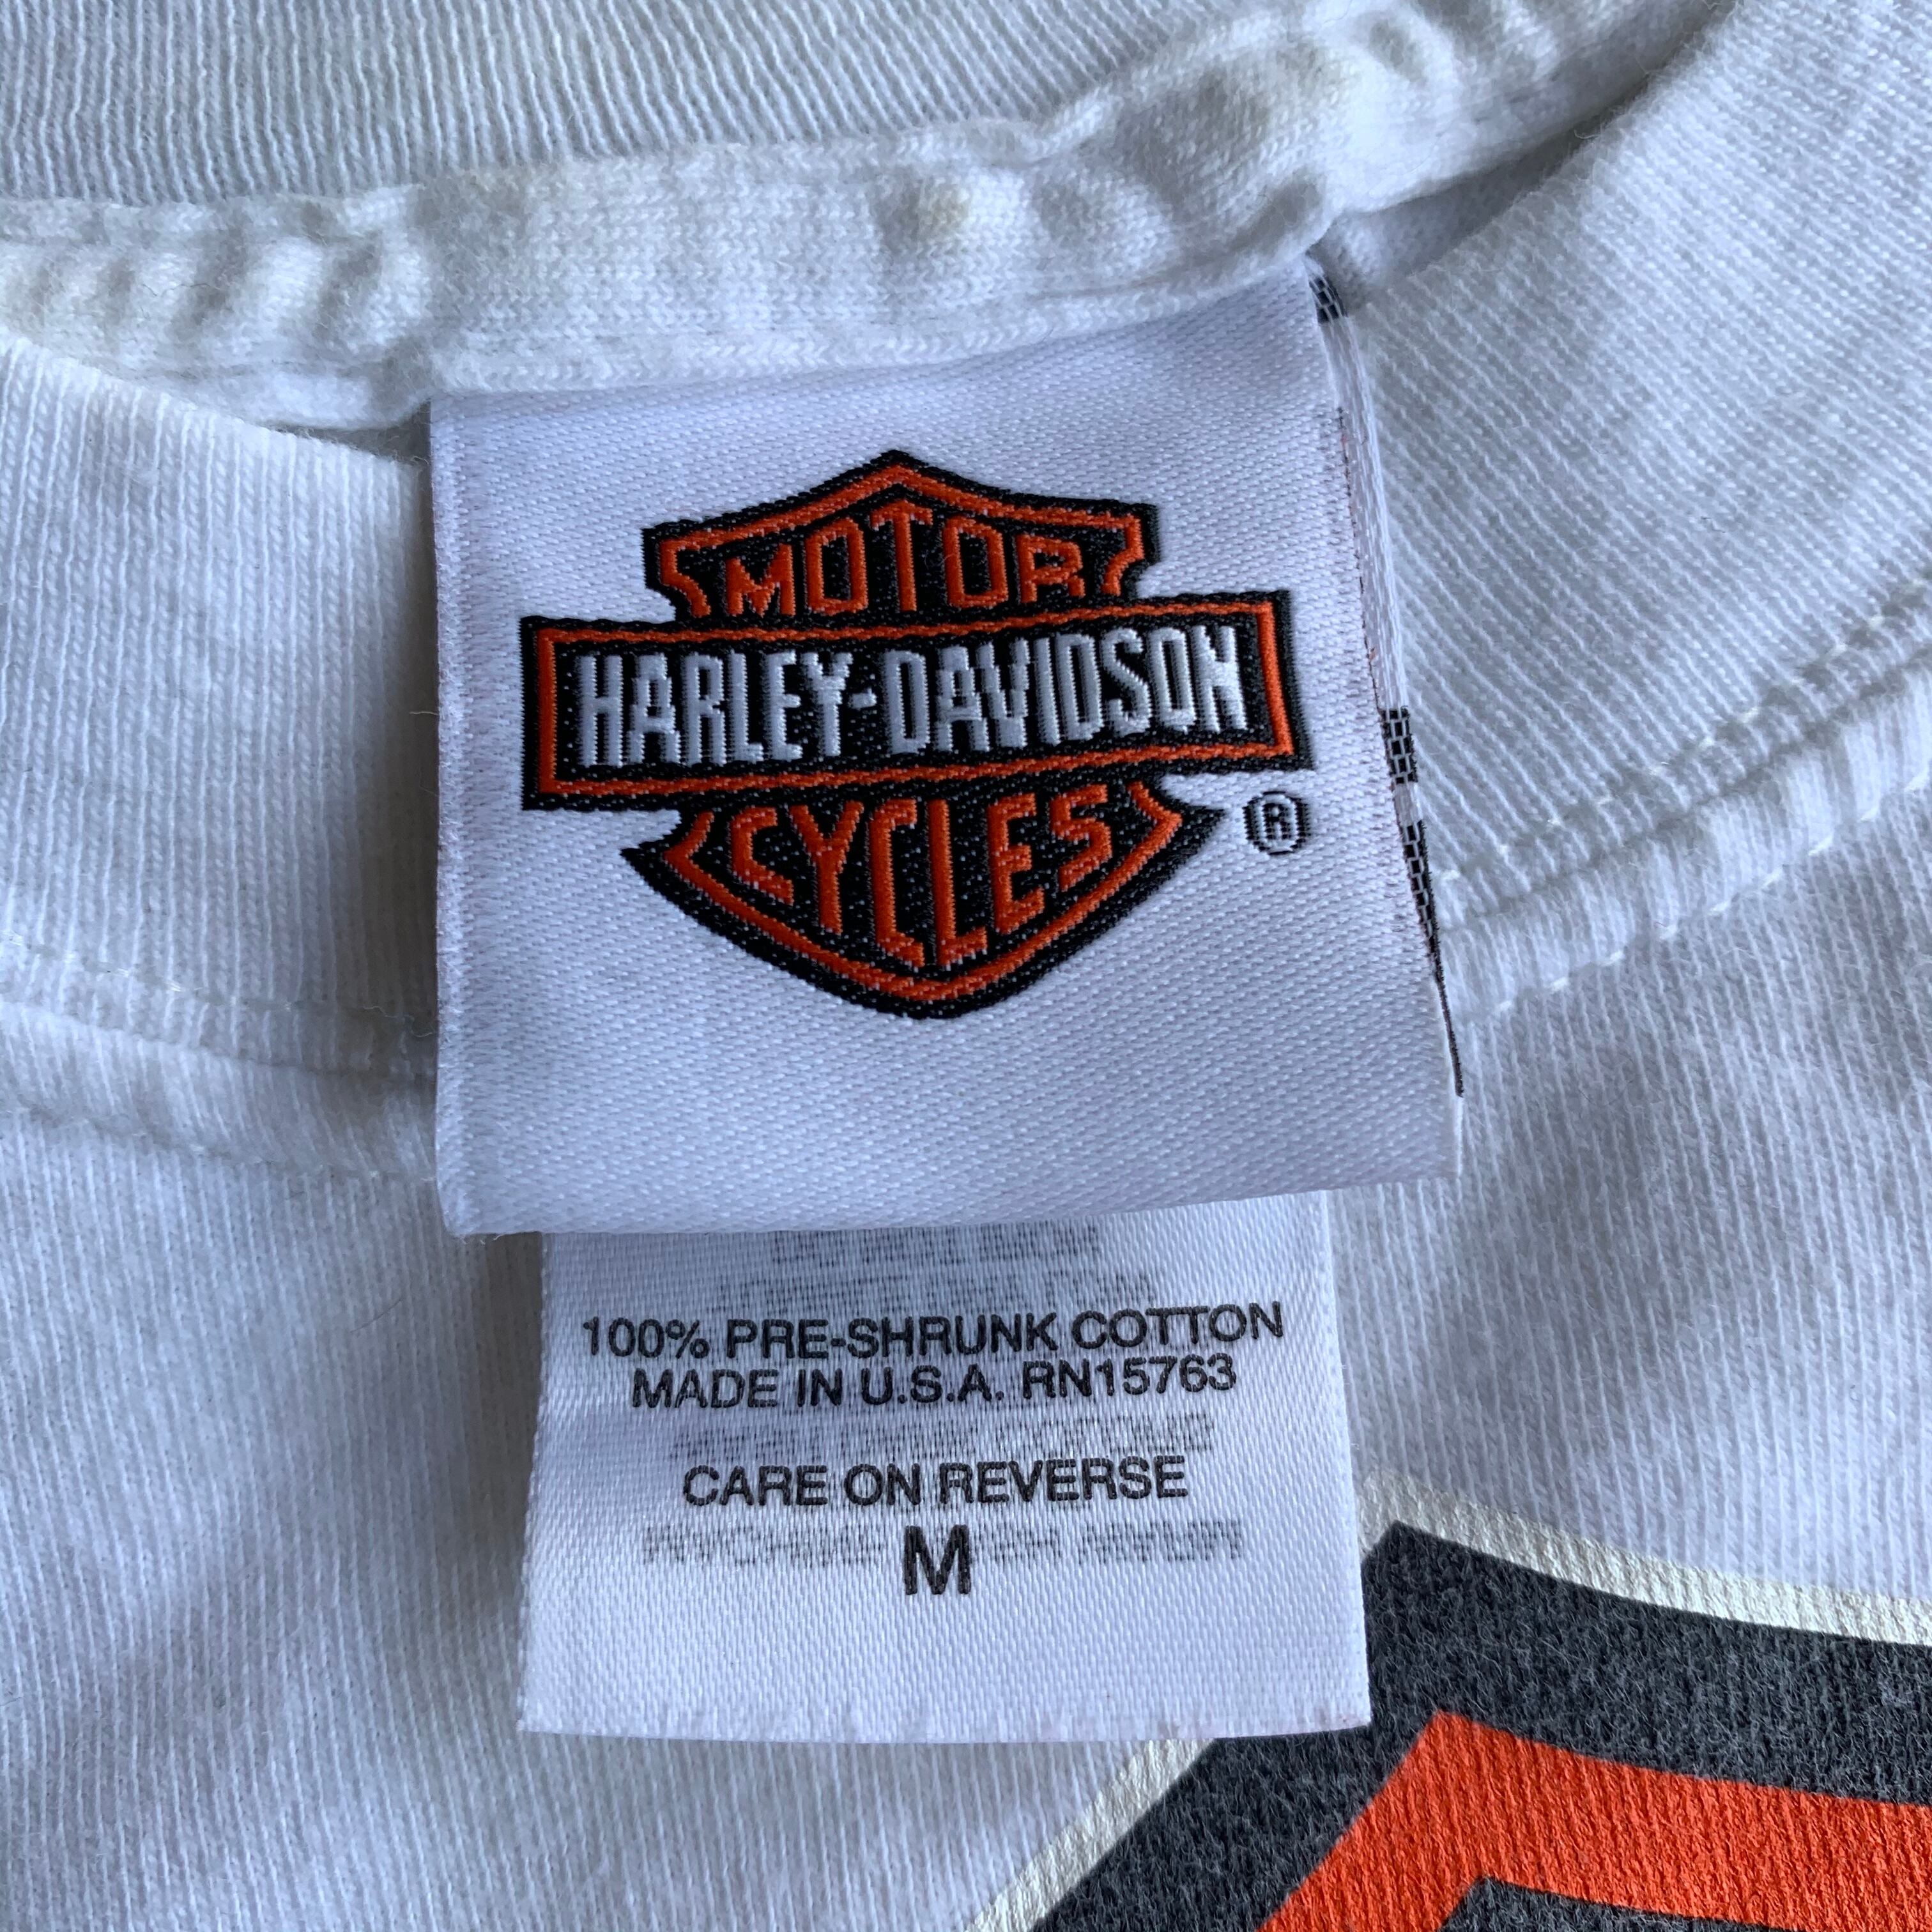 MOTOR
HARLEY-DAVIDSON
CYCLES
®
100% PRE-SHRUNK COTTON
MADE IN U.S.A. RN15763
CARE ON REVERSE
M